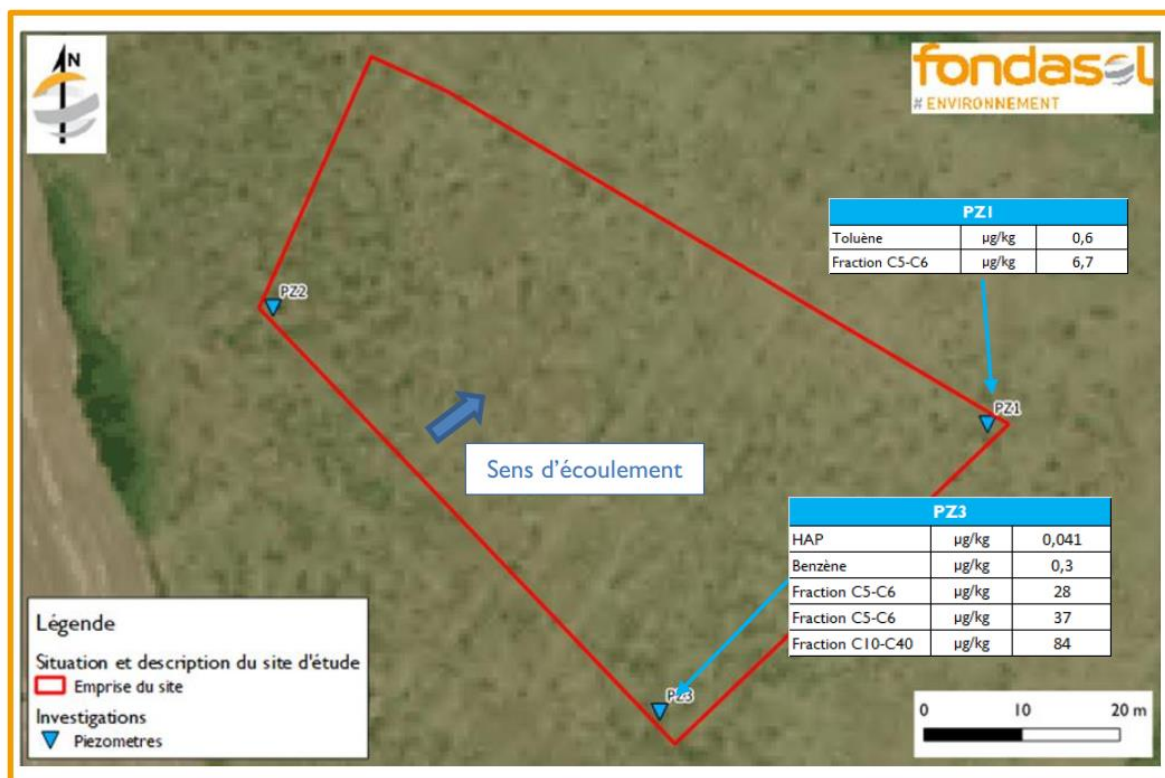 N
fondasol
# ENVIRONNEMENT
PZ1
Toluène µg/kg 0,6
Fraction C5-C6 µg/kg 6,7
PZ2
PZ1
Sens d'écoulement
PZ3
HAP µg/kg 0,041
Benzène µg/kg 0,3
Fraction C5-C6 µg/kg 28
Fraction C5-C6 µg/kg 37
Fraction C10-C40 µg/kg 84
PZ3
Légende
Situation et description du site d'étude
Emprise du site
Investigations
Piezometres
0 10 20 m